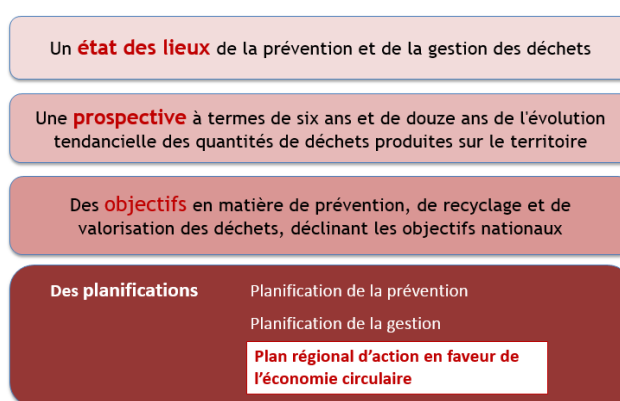 Un état des lieux de la prévention et de la gestion des déchets
Une prospective à termes de six ans et de douze ans de l'évolution
tendancielle des quantités de déchets produites sur le territoire
Des objectifs en matière de prévention, de recyclage et de
valorisation des déchets, déclinant les objectifs nationaux
Des planifications
Planification de la prévention
Planification de la gestion
Plan régional d’action en faveur de
l’économie circulaire